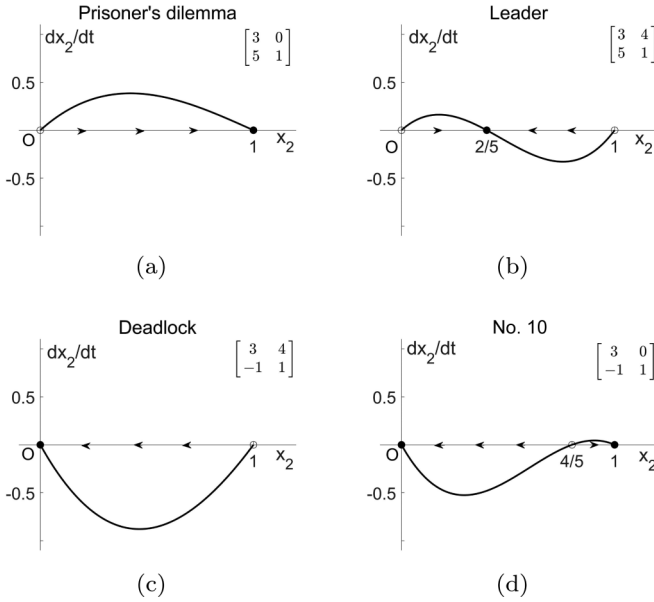 Prisoner's dilemma
dx2/dt
[3 0
5 1]
0.5
O
1
x2
-0.5
(a)
Leader
dx2/dt
[3 4
5 1]
0.5
O
2/5
1
x2
-0.5
(b)
Deadlock
dx2/dt
[3 4
-1 1]
0.5
O
1
x2
-0.5
(c)
No. 10
dx2/dt
[3 0
-1 1]
0.5
O
4/5
1
x2
-0.5
(d)